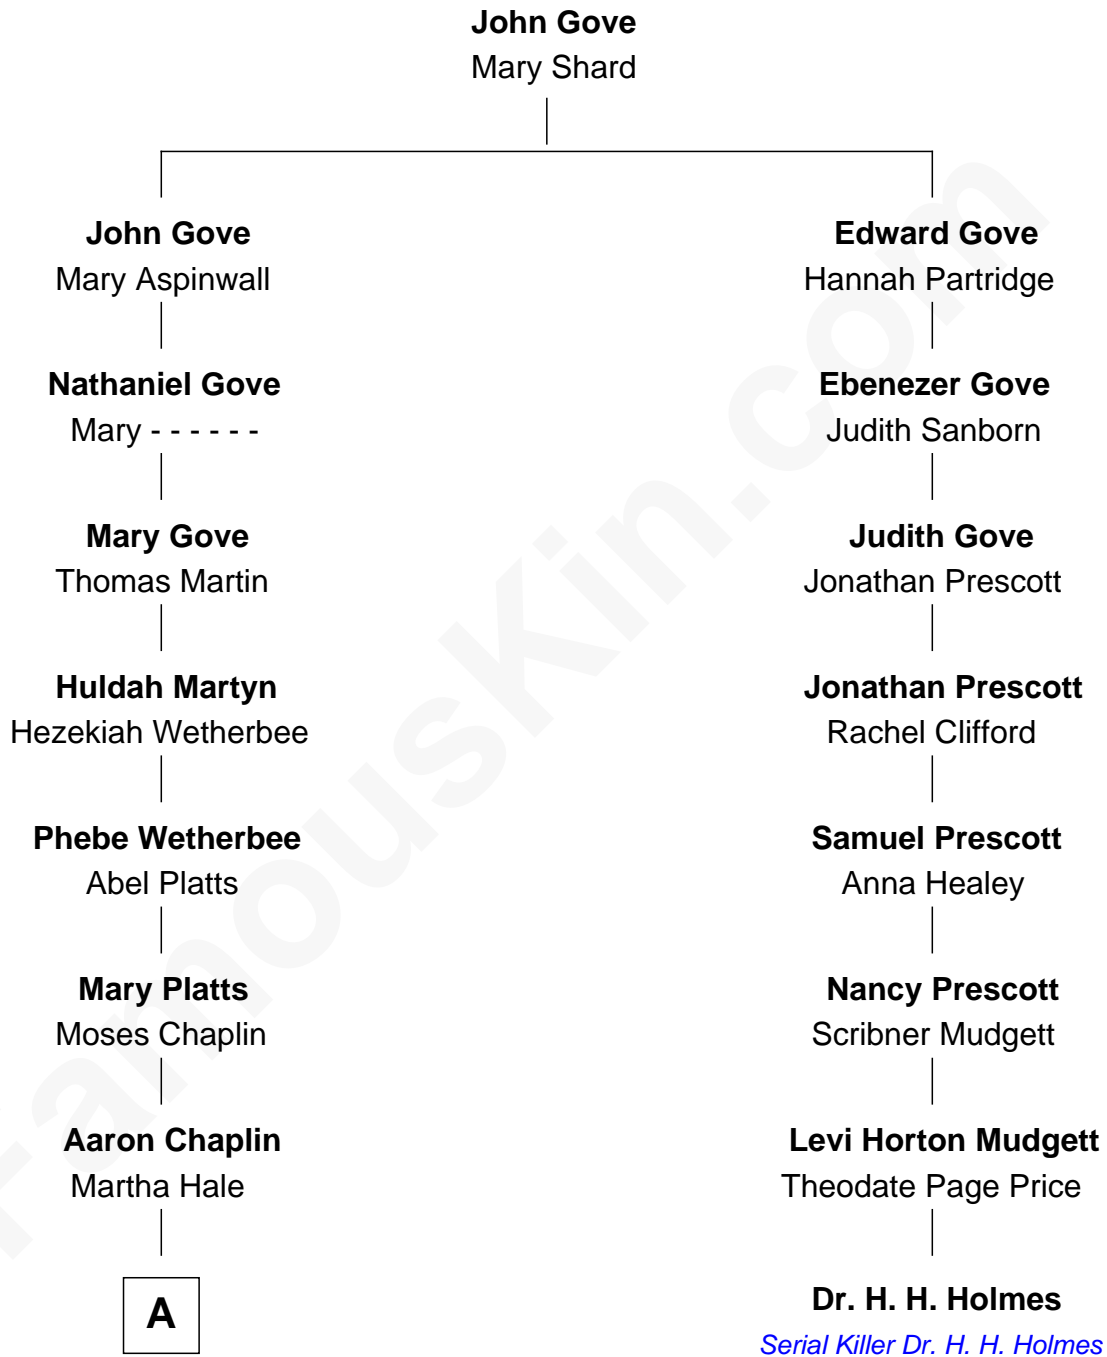 John Gove
Mary Shard
John Gove
Mary Aspinwall
Nathaniel Gove
Mary - - - - - -
Mary Gove
Thomas Martin
Huldah Martyn
Hezekiah Wetherbee
Phebe Wetherbee
Abel Platts
Mary Platts
Moses Chaplin
Aaron Chaplin
Martha Hale
A
Edward Gove
Hannah Partridge
Ebenezer Gove
Judith Sanborn
Judith Gove
Jonathan Prescott
Jonathan Prescott
Rachel Clifford
Samuel Prescott
Anna Healey
Nancy Prescott
Scribner Mudgett
Levi Horton Mudgett
Theodate Page Price
Dr. H. H. Holmes
Serial Killer Dr. H. H. Holmes
FamousKin.com